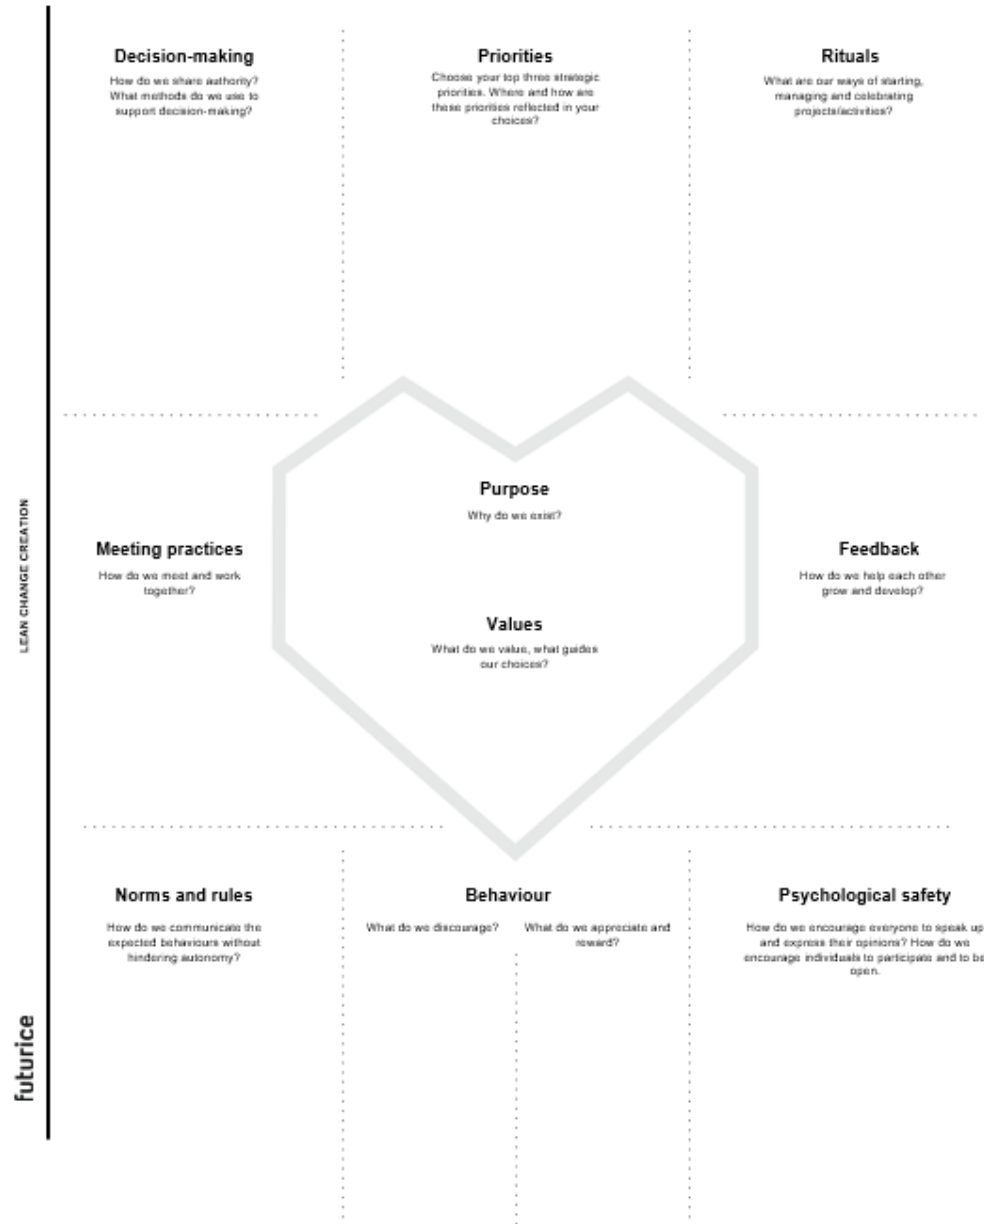 Decision-making
How do we share authority?
What methods do we use to
support decision-making?
Priorities
Choose your top three strategic
priorities. Where and how are
these priorities reflected in your
choices?
Rituals
What are our ways of starting,
managing and celebrating
projects/activities?
Meeting practices
How do we meet and work
together?
Purpose
Why do we exist?
Values
What do we value, what guides
our choices?
Feedback
How do we help each other
grow and develop?
Norms and rules
How do we communicate the
expected behaviours without
hindering autonomy?
Behaviour
What do we discourage?
What do we appreciate and
reward?
Psychological safety
How do we encourage everyone to speak up
and express their opinions? How do we
encourage individuals to participate and to be
open.
LEAN CHANGE CREATION
futurice